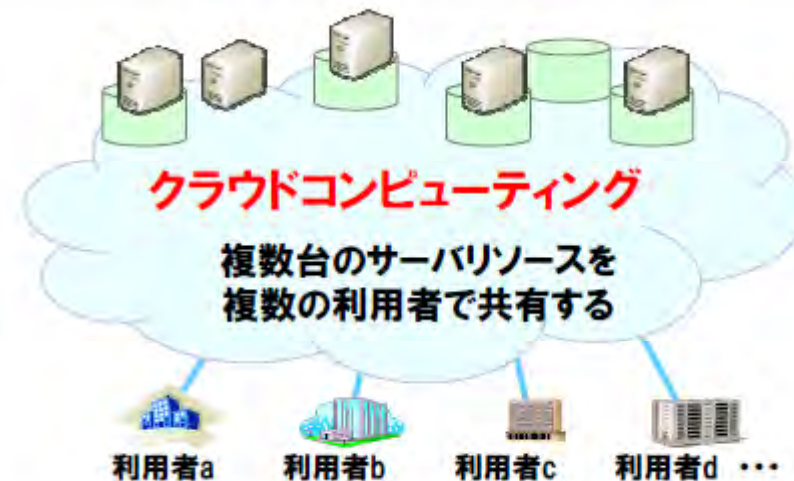 クラウドコンピューティング
複数台のサーバリソースを
複数の利用者で共有する
利用者a 利用者b 利用者c 利用者d ･･･